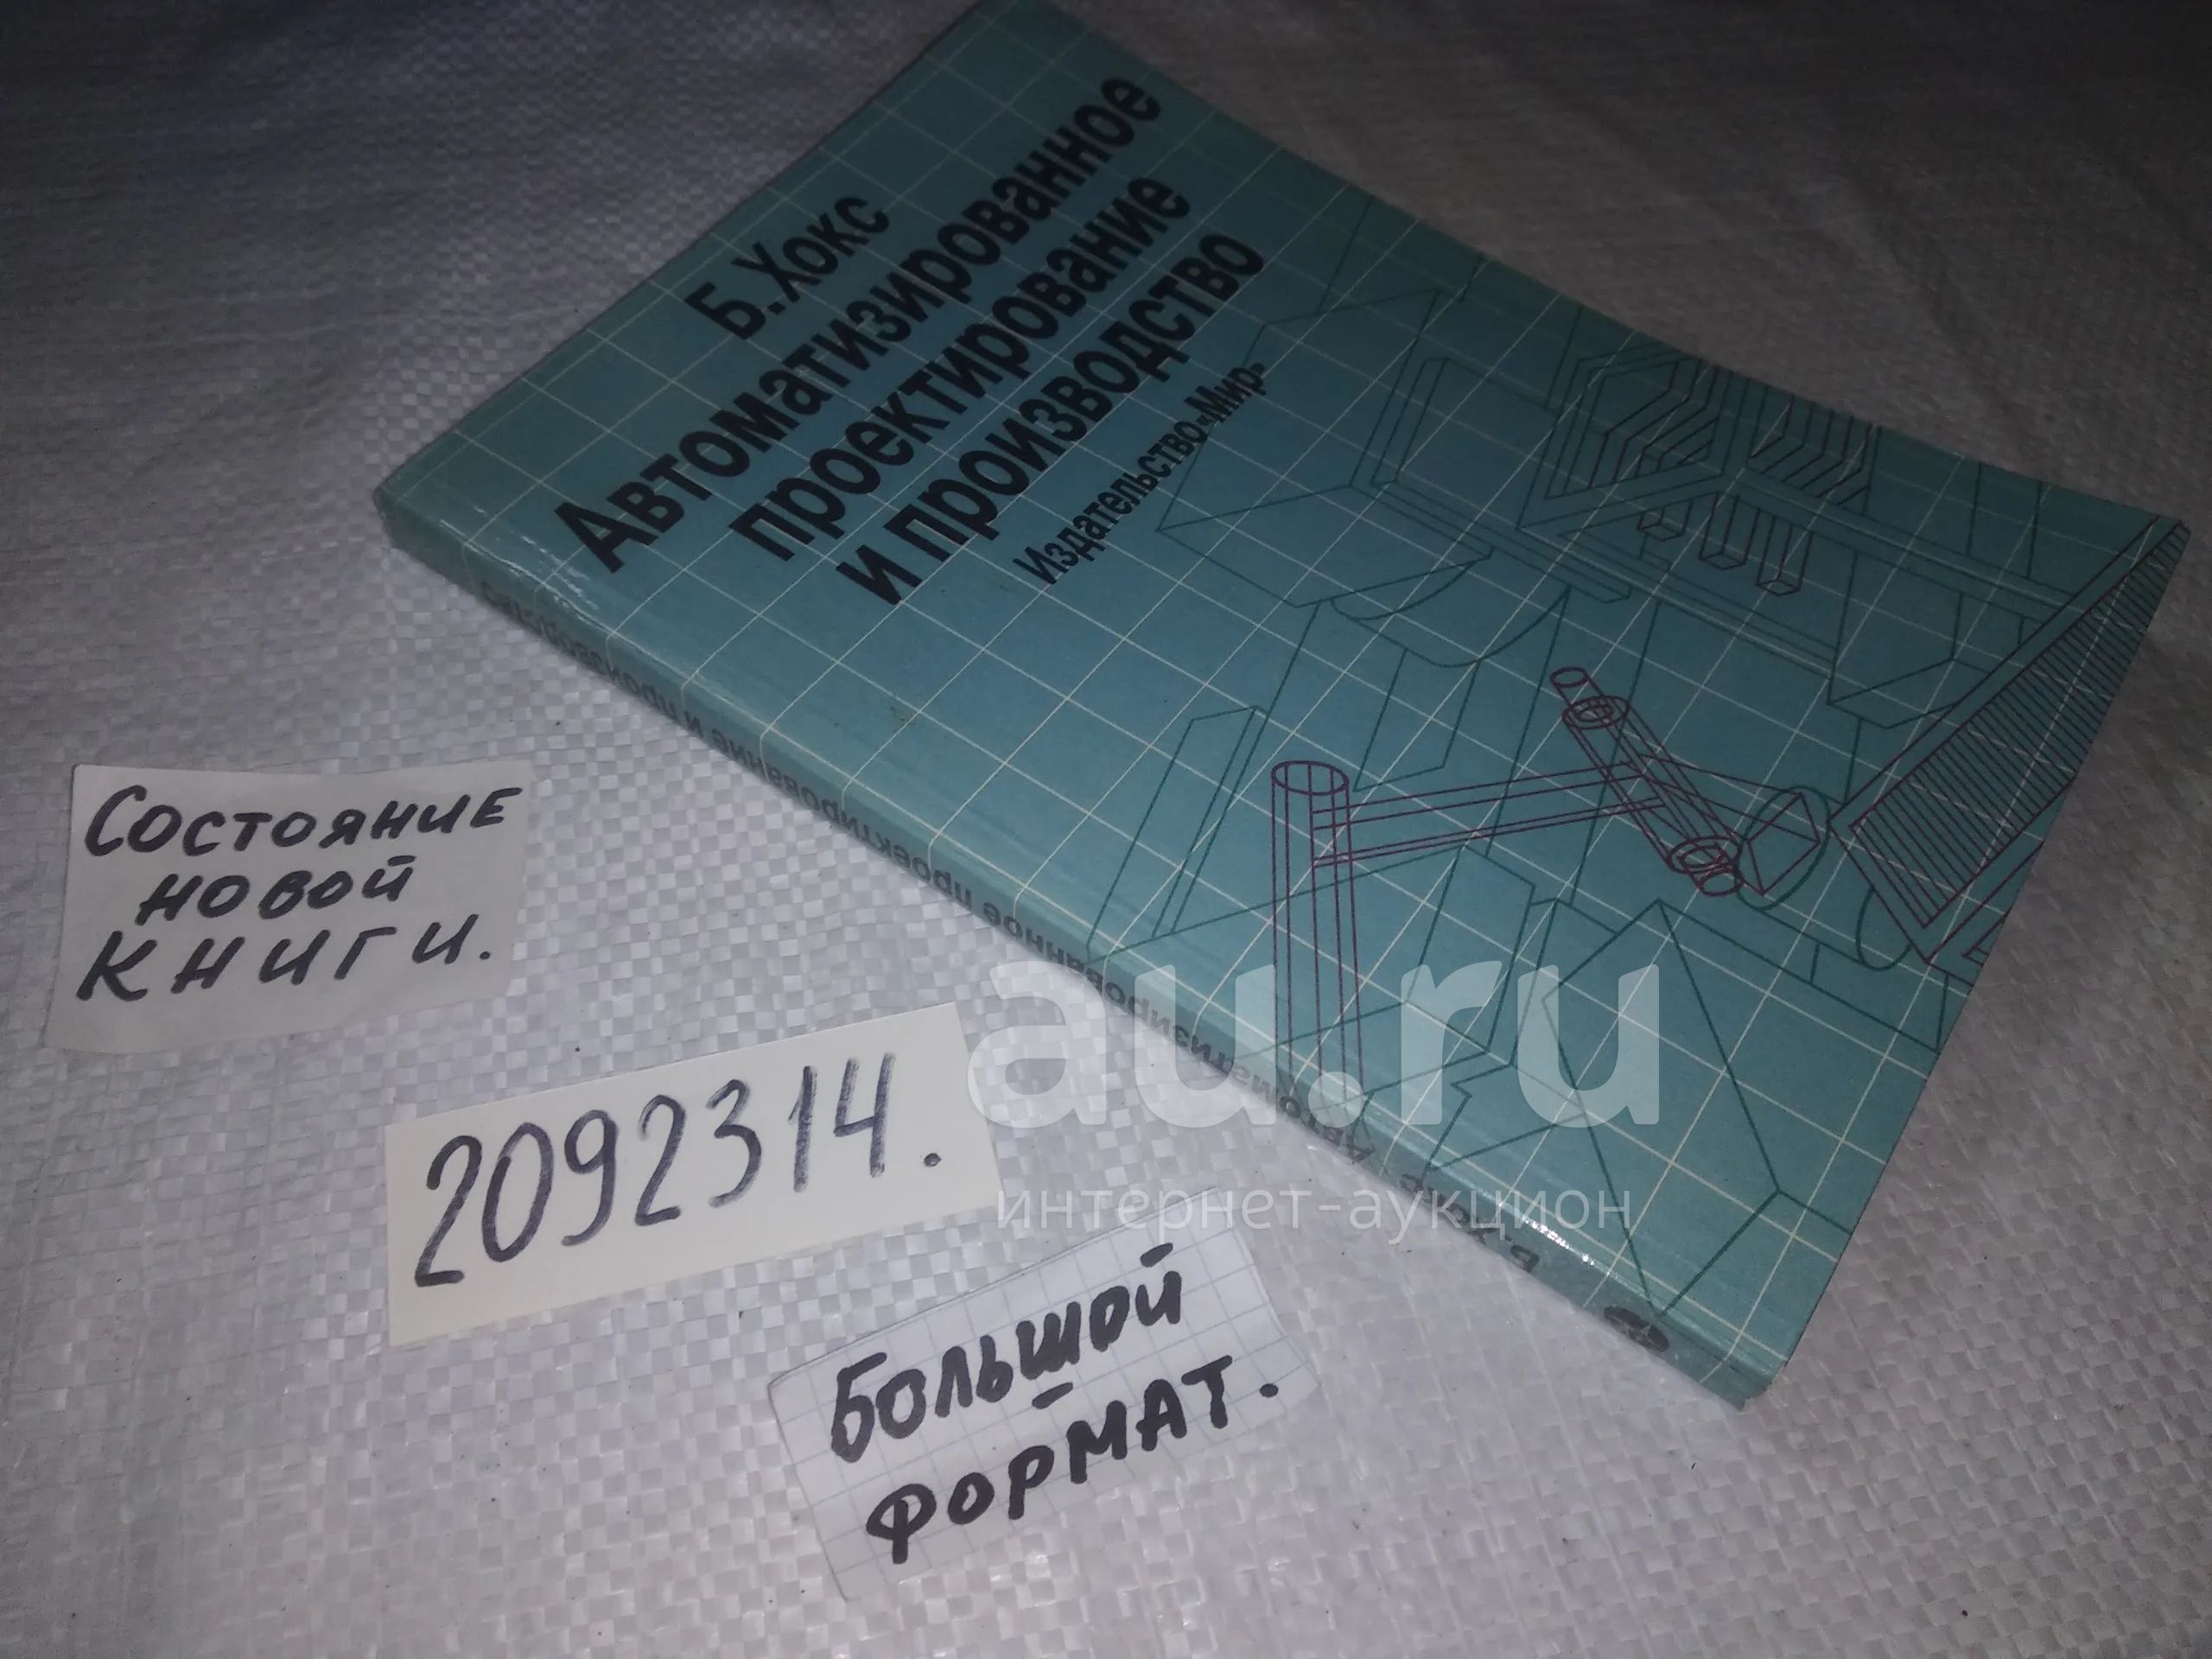 Б. Хокс
Автоматизированное
проектирование
и производство
Издательство «Мир»
Автоматизированное проектирование и производство
Состояние
новой
книги.
2092314.
Большой
формат.
au.ru
интернет-аукцион